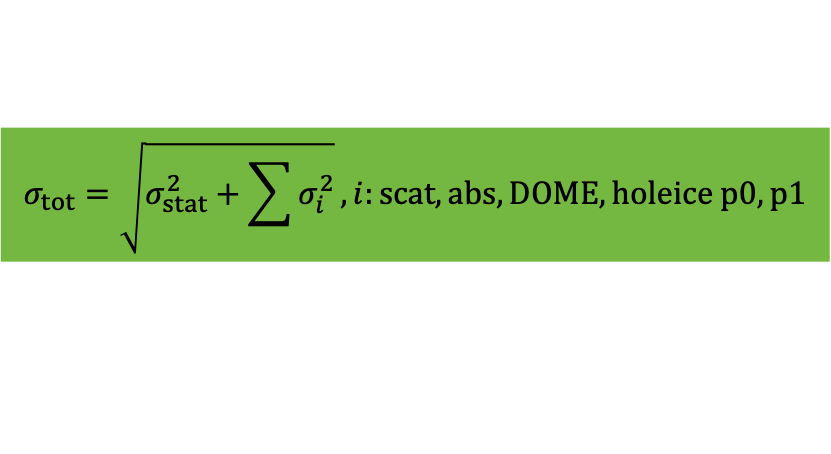 σ_tot = √(σ²_stat + ∑ σ²_i) , i: scat, abs, DOME, holeice p0, p1